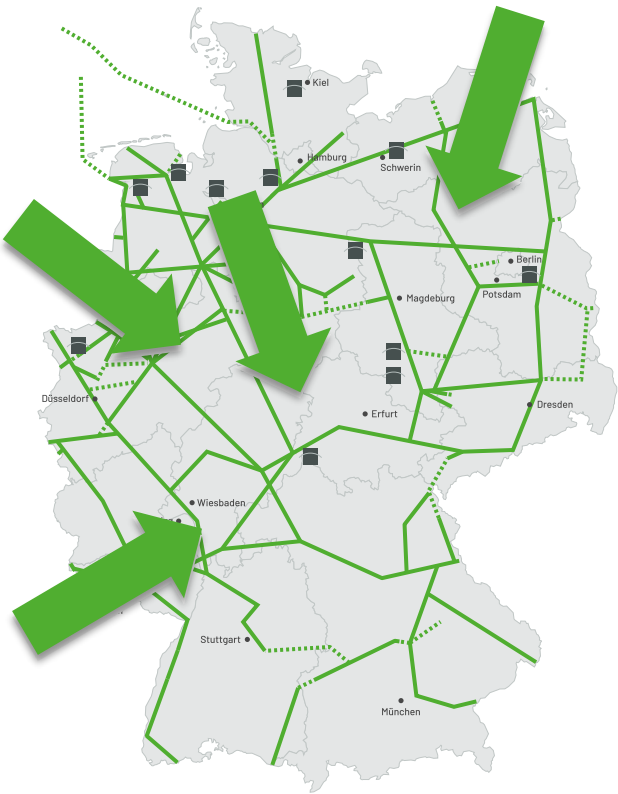 Kiel
Hamburg
Schwerin
Berlin
Potsdam
Magdeburg
Düsseldorf
Dresden
Erfurt
Wiesbaden
Stuttgart
München